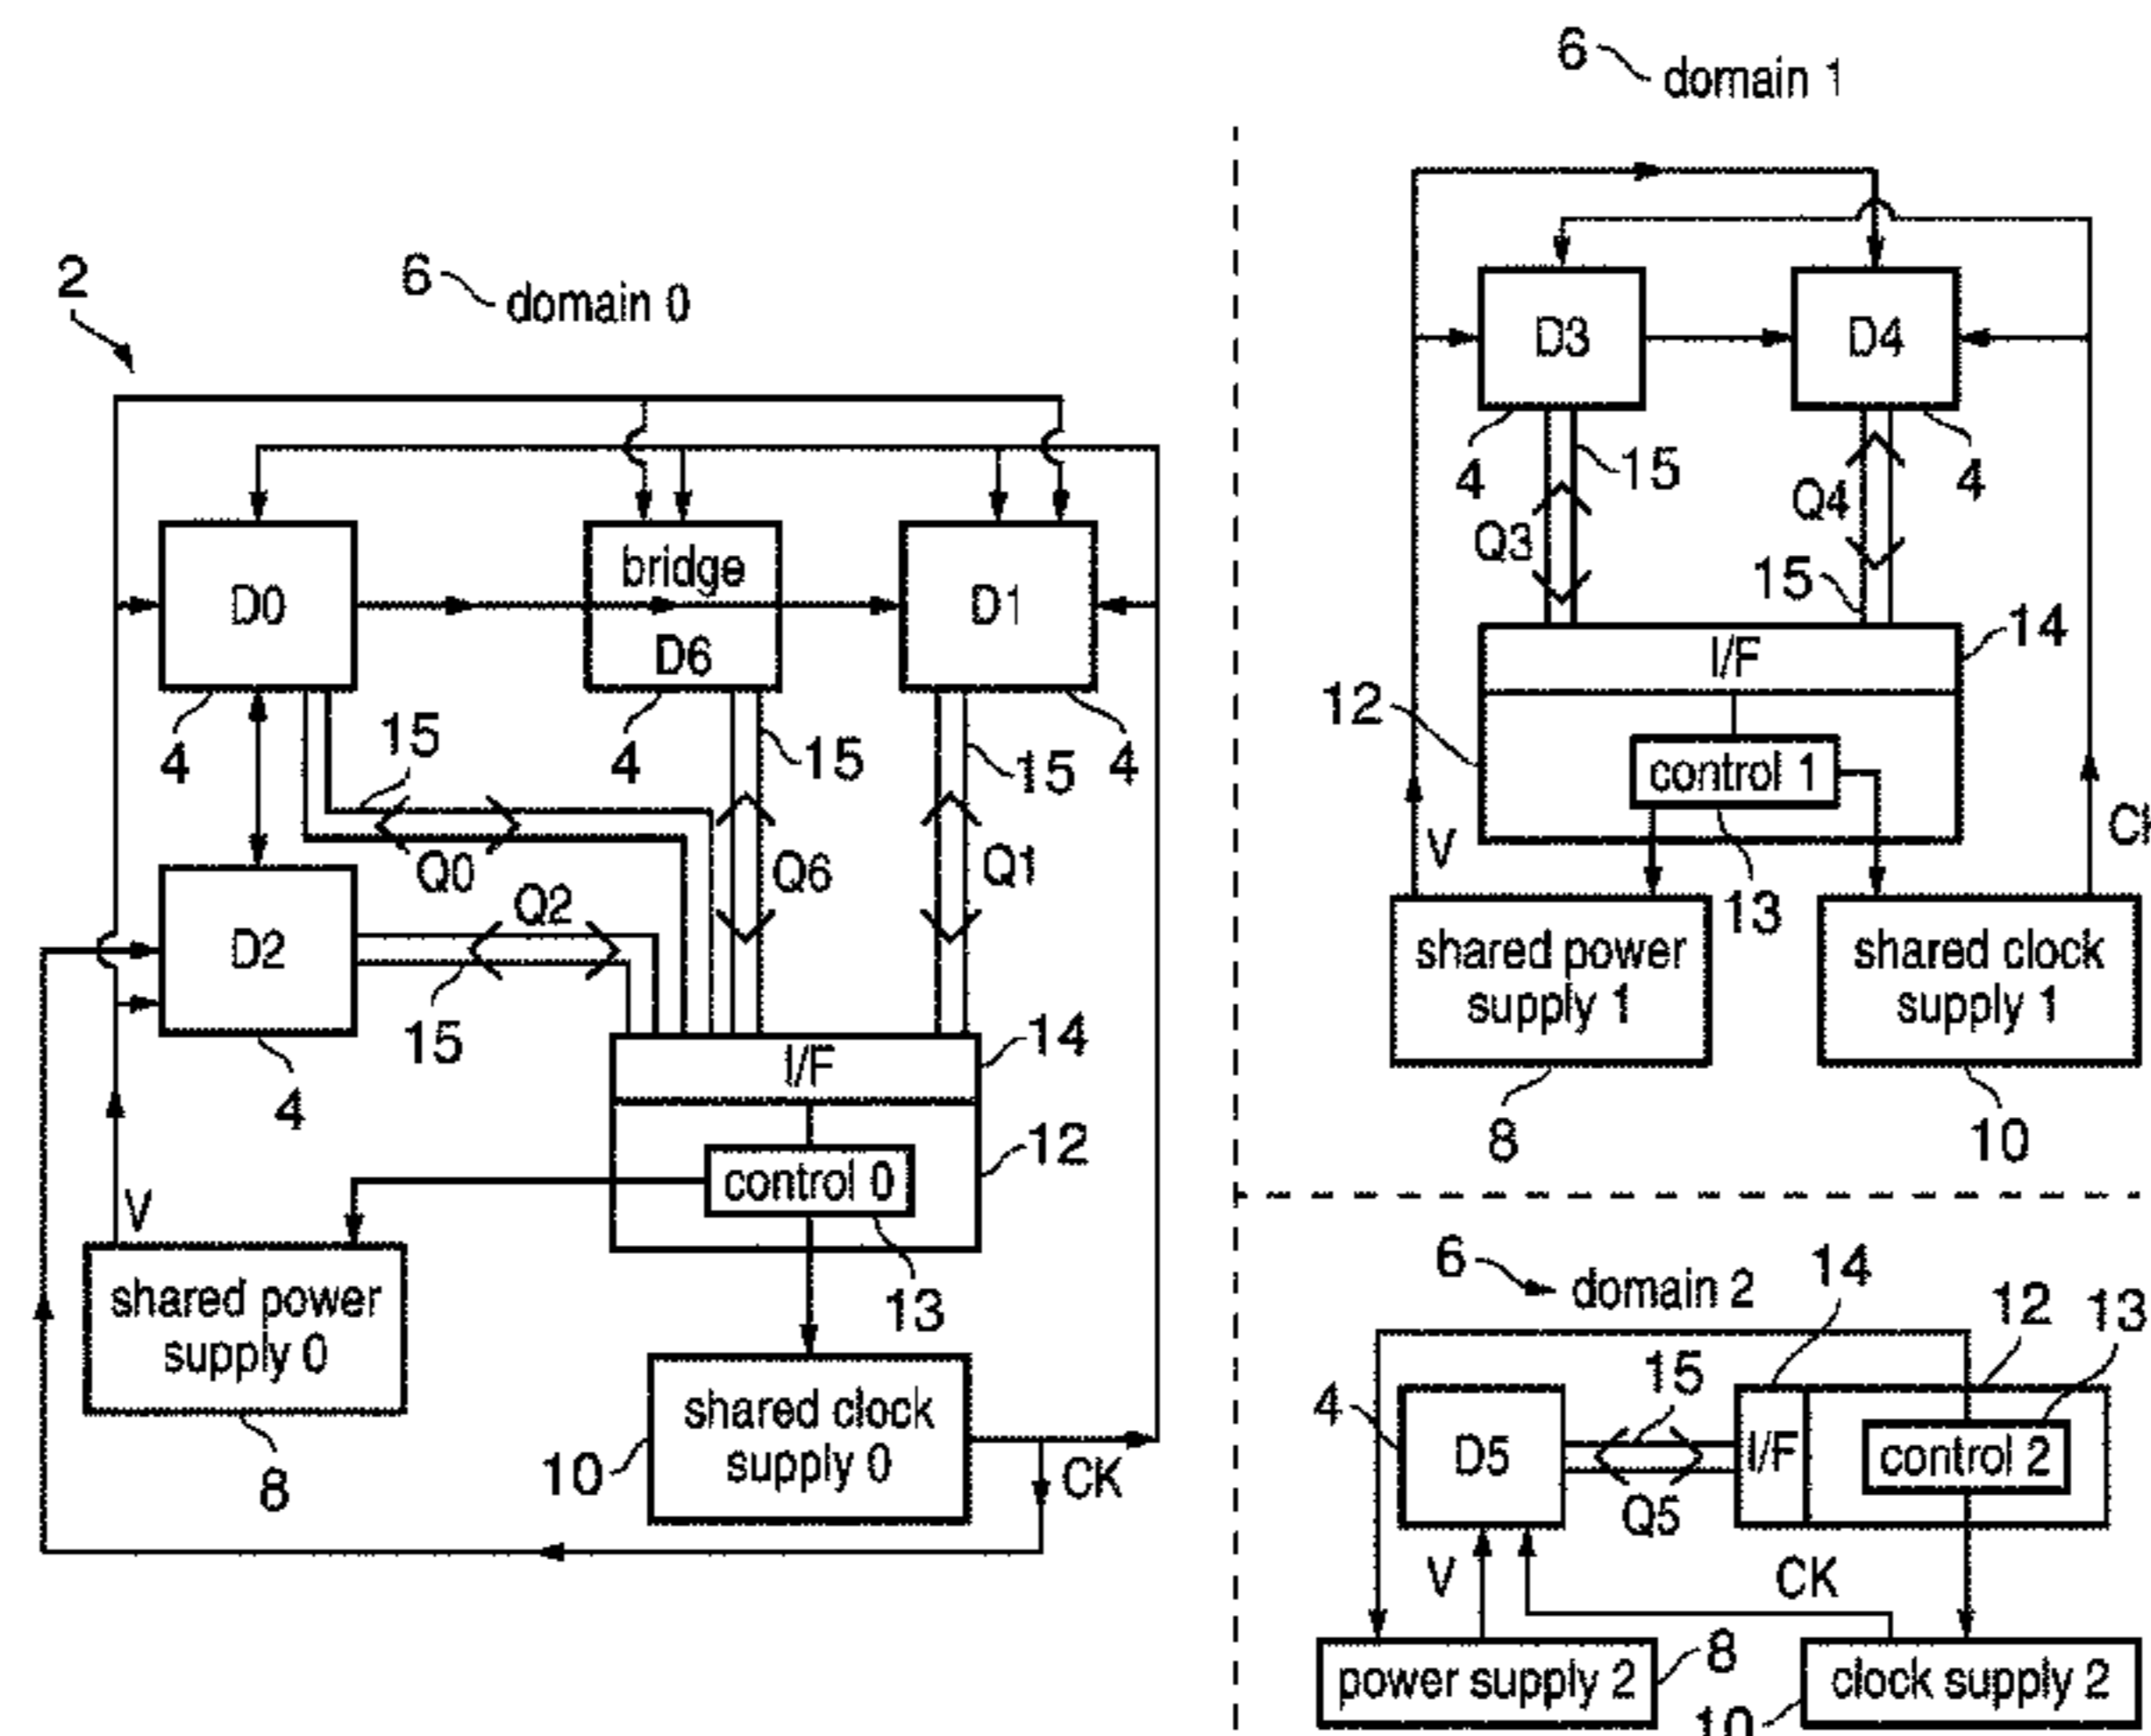 2
6
domain 0
D0
bridge
D6
D1
4
15
4
15
15
4
Q0
Q6
Q1
D2
Q2
15
4
I/F
14
12
control 0
13
V
shared power
supply 0
8
shared clock
supply 0
10
CK
6
domain 1
D3
D4
4
15
4
Q3
Q4
15
I/F
14
12
control 1
13
V
shared power
supply 1
8
shared clock
supply 1
10
6
domain 2
14
12
13
4
D5
15
Q5
I/F
control 2
V
CK
power supply 2
8
clock supply 2
10